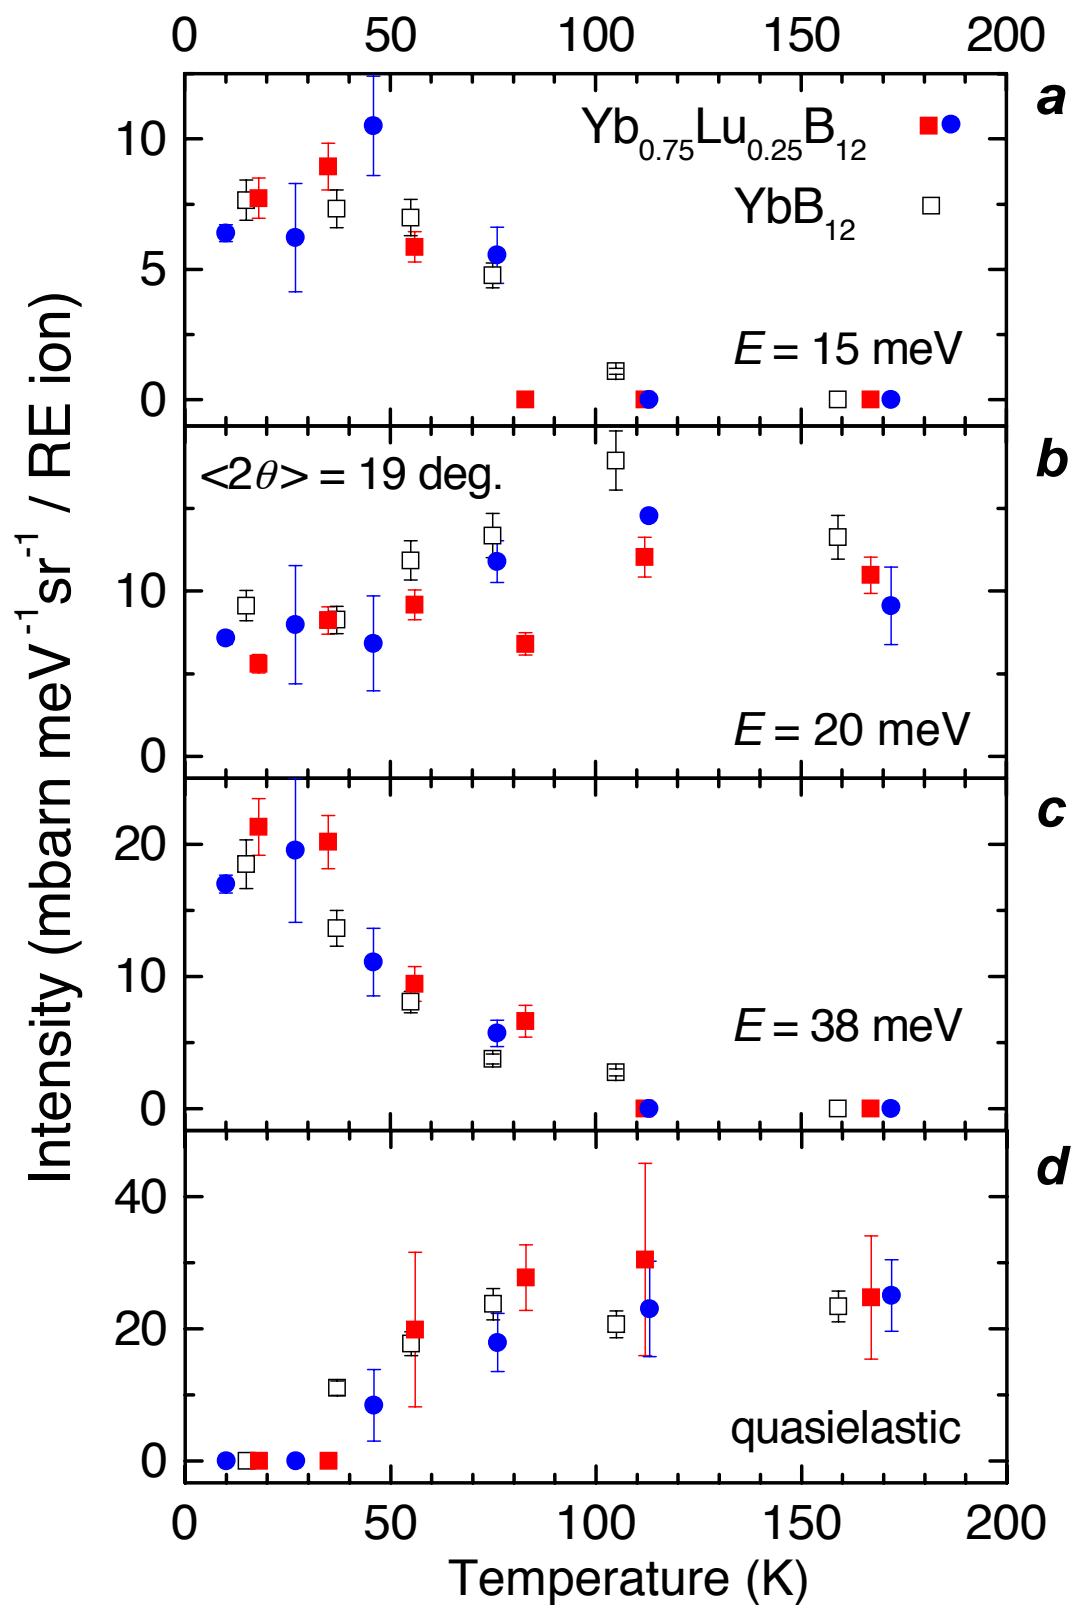 0 50 100 150 200
a
10
Yb0.75Lu0.25B12
YbB12
5
E = 15 meV
0
b
<2θ> = 19 deg.
10
E = 20 meV
0
c
20
10
E = 38 meV
0
d
40
20
quasielastic
0
0 50 100 150 200
Temperature (K)
Intensity (mbarn meV-1sr-1 / RE ion)